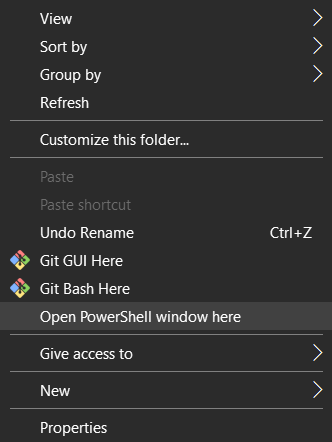 View
Sort by
Group by
Refresh
Customize this folder...
Paste
Paste shortcut
Undo Rename Ctrl+Z
Git GUI Here
Git Bash Here
Open PowerShell window here
Give access to
New
Properties